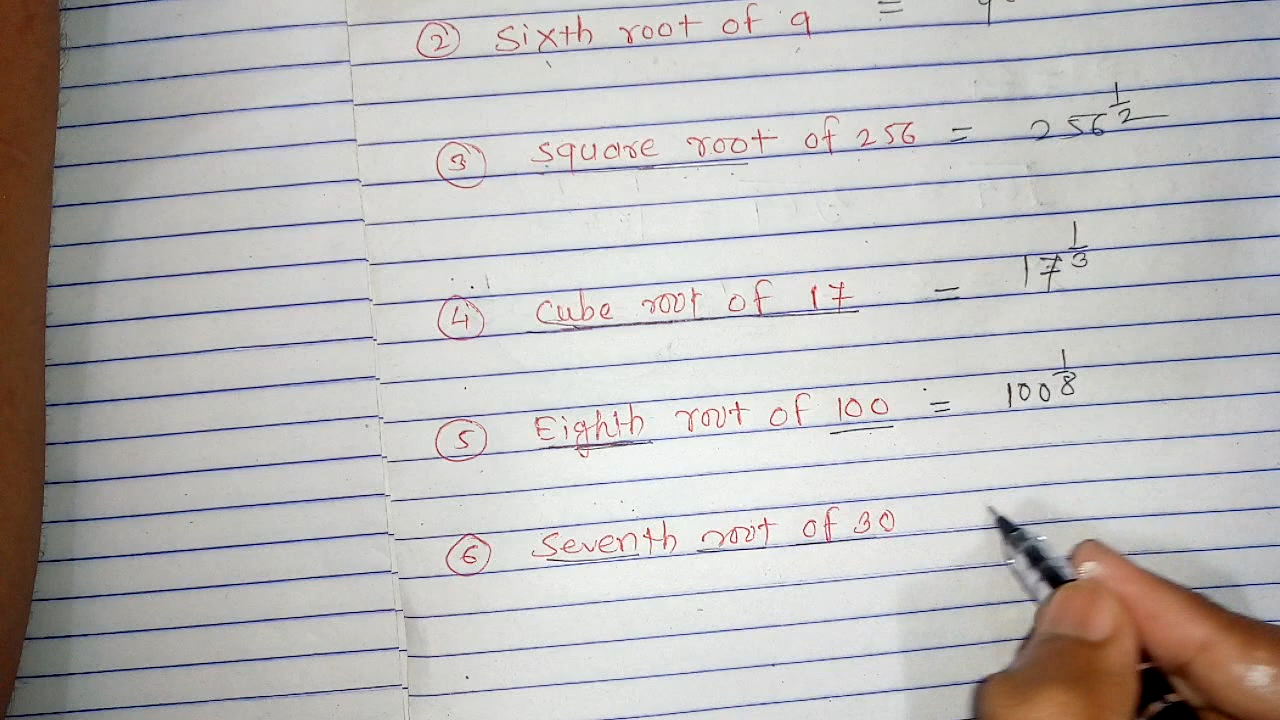 ② Sixth root of 9 = 9
③ square root of 256 = 256^(1/2)
④ Cube root of 17 = 17^(1/3)
⑤ Eighth root of 100 = 100^(1/8)
⑥ Seventh root of 30